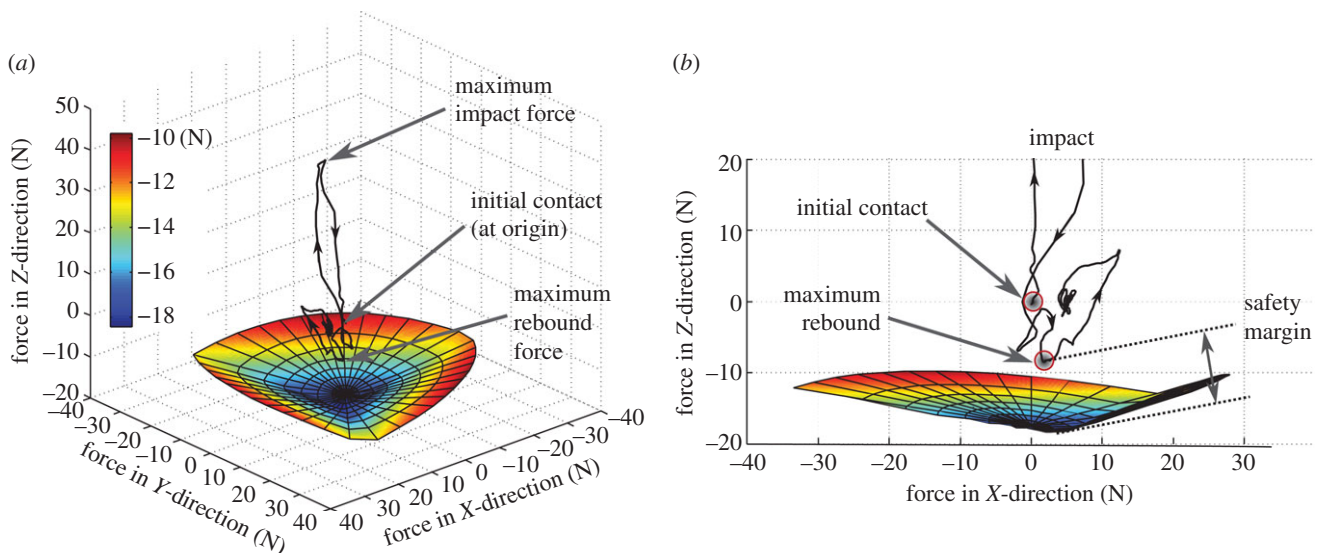 (a)
maximum
impact force
initial contact
(at origin)
maximum
rebound
force
−10 (N)
−12
−14
−16
−18
force in Z-direction (N)
50
40
30
20
10
0
−10
−20
−40
−30
−20
−10
0
10
20
30
40
force in Y-direction (N)
40
30
20
10
0
−10
−20
−30
−40
force in X-direction (N)
(b)
impact
initial contact
maximum
rebound
safety
margin
force in Z-direction (N)
20
10
0
−10
−20
−40 −30 −20 −10 0 10 20 30
force in X-direction (N)